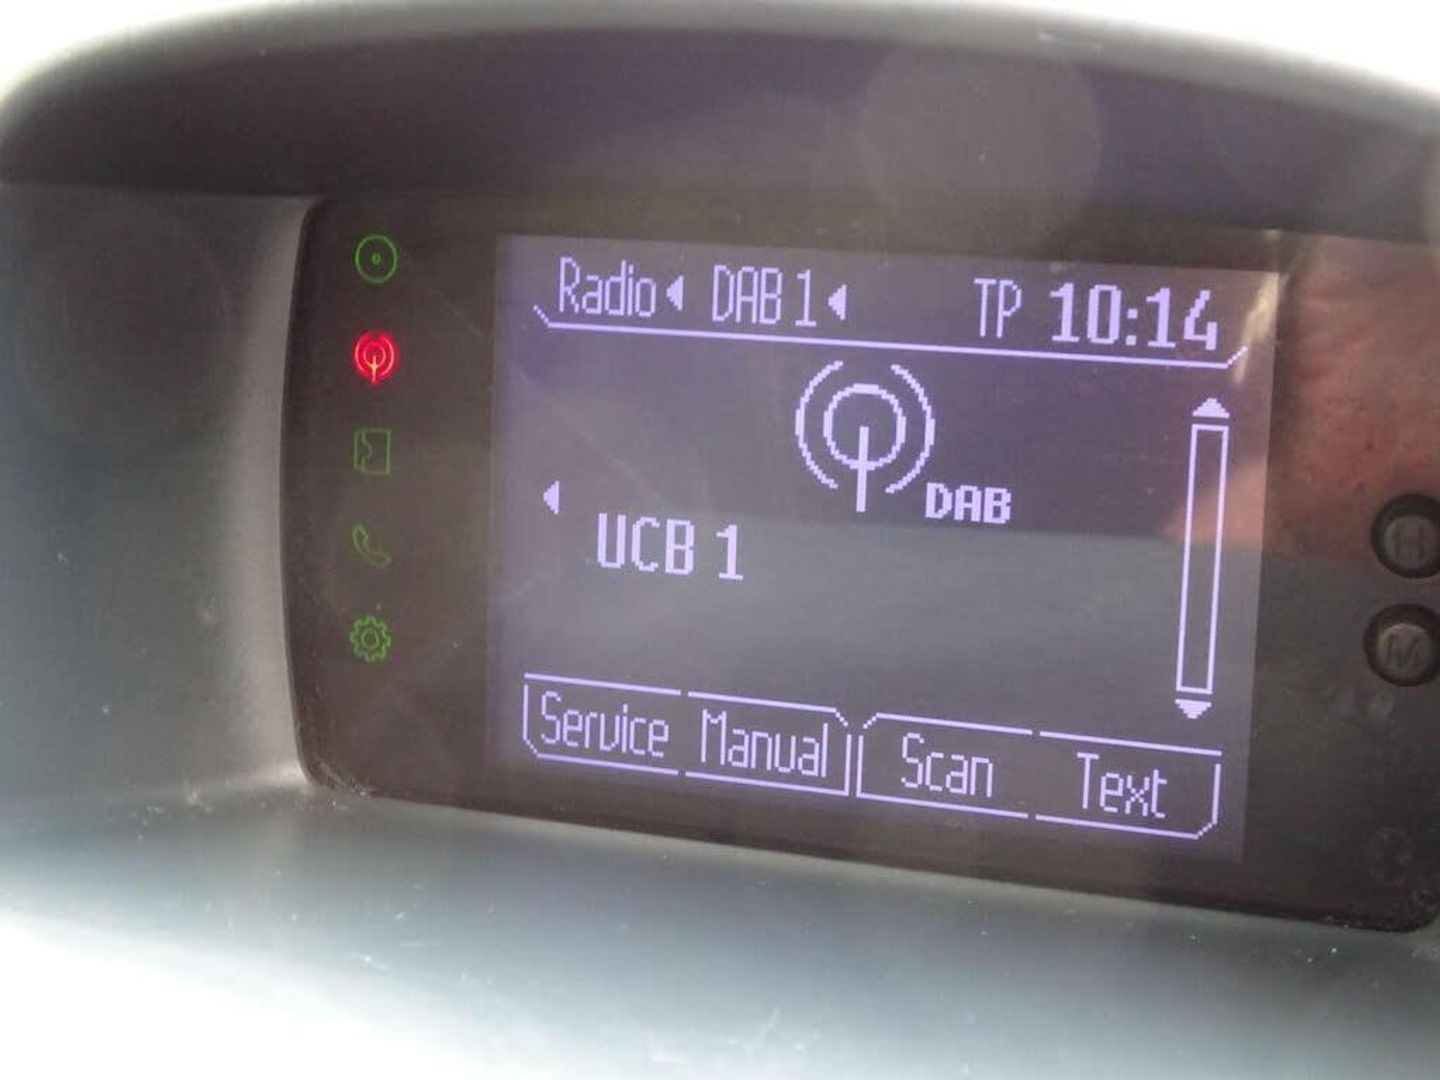 Radio DAB 1 TP 10:14
DAB
UCB 1
Service Manual Scan Text
M